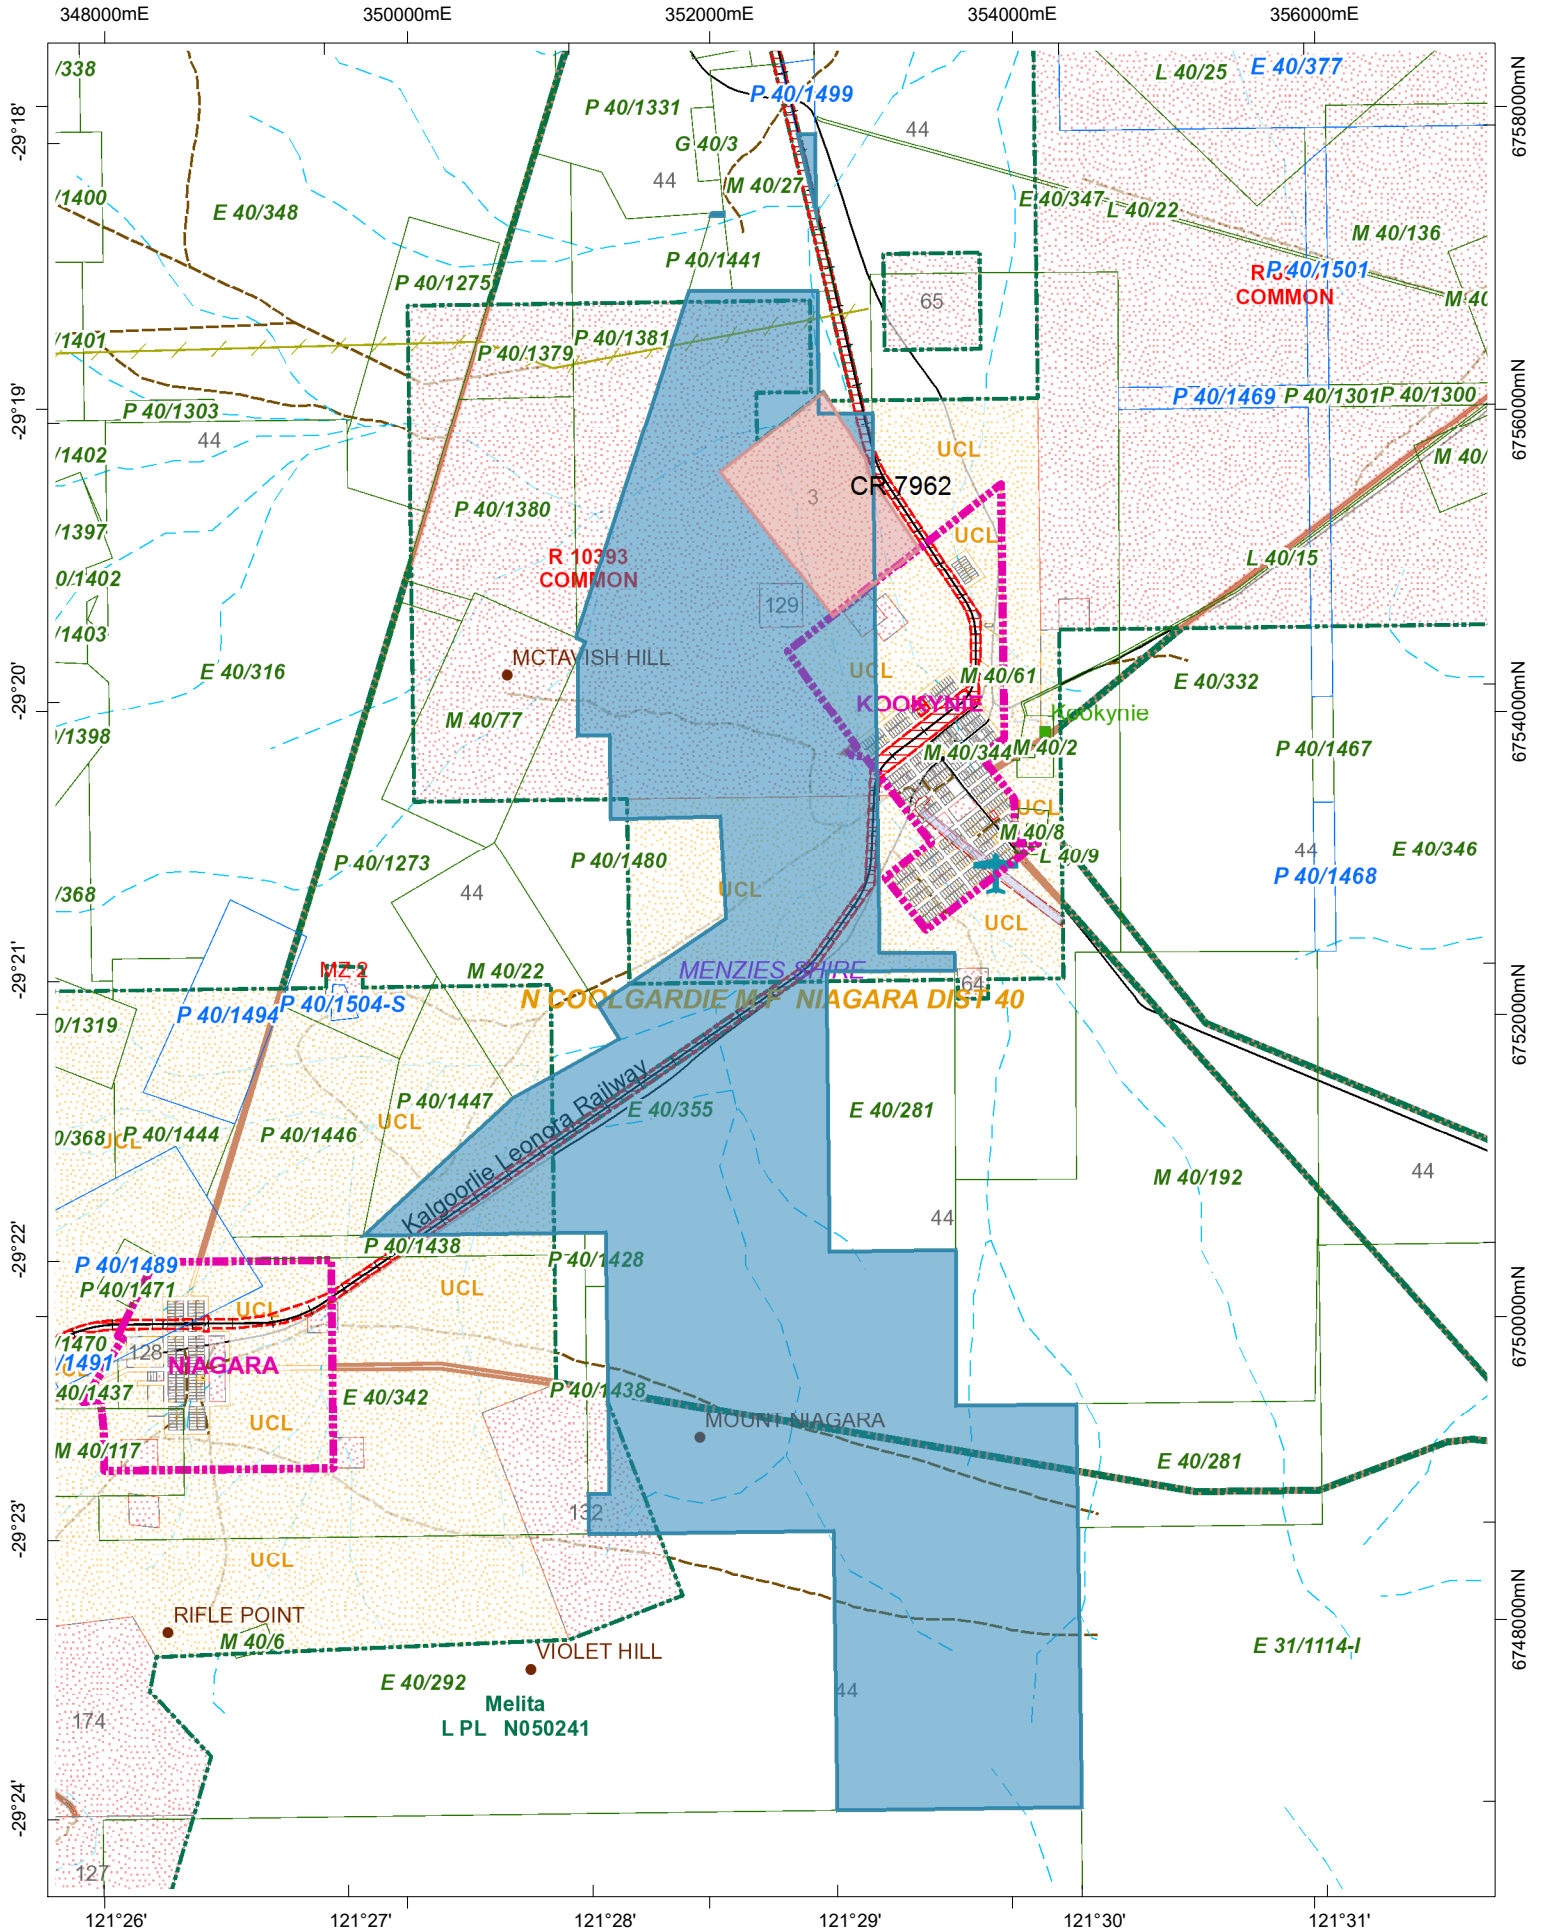 348000mE 350000mE 352000mE 354000mE 356000mE
/338
L 40/25
E 40/377
P 40/1499
P 40/1331
-29°18'
6758000mN
44
G 40/3
44
M 40/27
/1400
E 40/348
E 40/347
L 40/22
M 40/136
P 40/1441
P 40/1501
COMMON
P 40/1275
65
M 40
/1401
P 40/1381
P 40/1379
-29°19'
P 40/1303
44
P 40/1469
P 40/1301
P 40/1300
6756000mN
UCL
/1402
M 40/
3
CR 7962
P 40/1380
/1397
UCL
R 10393
COMMON
L 40/15
0/1402
129
/1403
MCTAVISH HILL
UCL
E 40/316
M 40/61
E 40/332
-29°20'
KOOKYNIE
Kookynie
M 40/77
/1398
M 40/344
M 40/2
P 40/1467
6754000mN
UCL
M 40/8
P 40/1273
P 40/1480
L 40/9
44
E 40/346
/368
44
UCL
P 40/1468
UCL
-29°21'
MZ 2
M 40/22
MENZIES SHIRE
64
N COOLGARDIE M.F NIAGARA DIST 40
P 40/1504-S
P 40/1494
0/1319
6752000mN
Kalgoorlie Leonora Railway
P 40/1447
E 40/355
E 40/281
UCL
0/368
UCL
P 40/1444
P 40/1446
M 40/192
44
44
-29°22'
P 40/1438
P 40/1428
P 40/1489
P 40/1471
UCL
UCL
6750000mN
/1470
128
/1491
NIAGARA
40/1437
E 40/342
P 40/1438
UCL
MOUNT NIAGARA
M 40/117
E 40/281
-29°23'
132
UCL
RIFLE POINT
M 40/6
VIOLET HILL
E 31/1114-I
6748000mN
E 40/292
44
Melita
L PL N050241
174
-29°24'
127
121°26' 121°27' 121°28' 121°29' 121°30' 121°31'